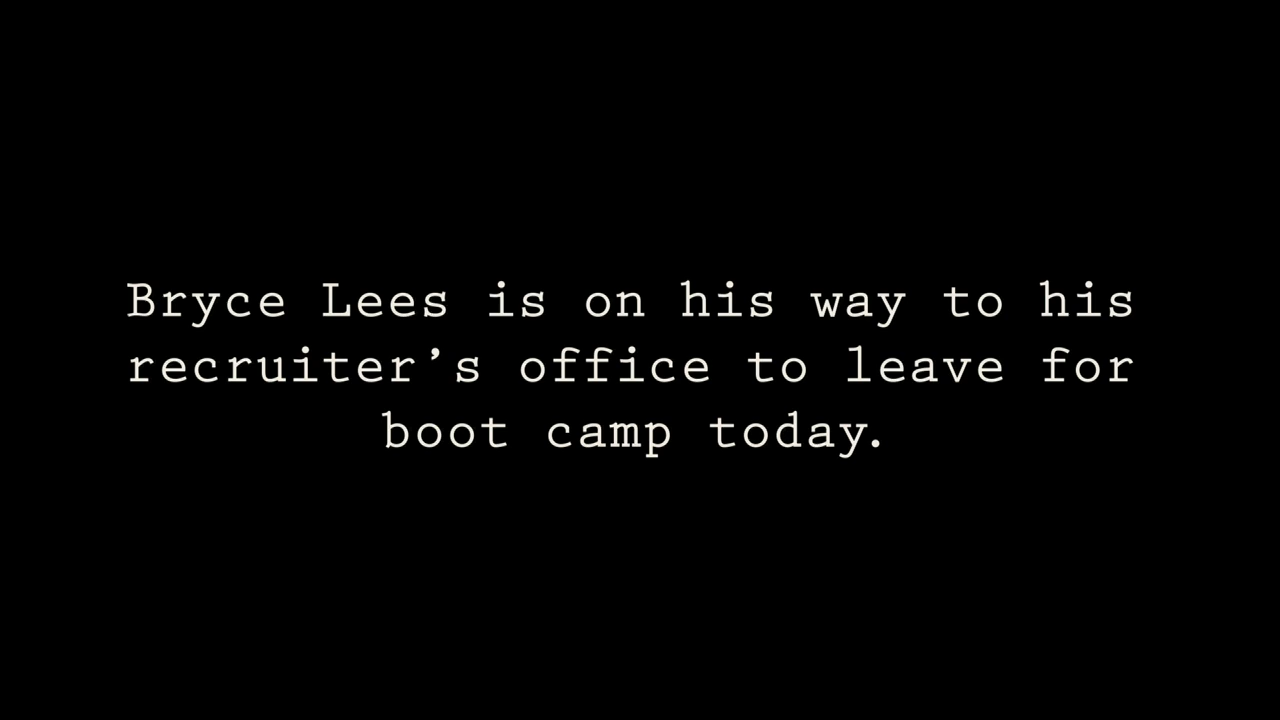 Bryce Lees is on his way to his
recruiter’s office to leave for
boot camp today.